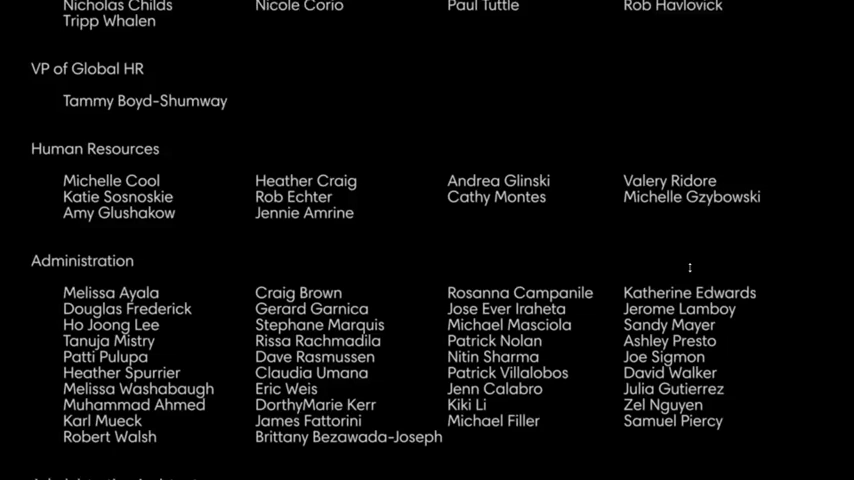 Nicholas Childs Nicole Corio Paul Tuttle Rob Havlovick
Tripp Whalen
VP of Global HR
Tammy Boyd-Shumway
Human Resources
Michelle Cool Heather Craig Andrea Glinski Valery Ridore
Katie Sosnoskie Rob Echter Cathy Montes Michelle Gzybowski
Amy Glushakow Jennie Amrine
Administration
Melissa Ayala Craig Brown Rosanna Campanile Katherine Edwards
Douglas Frederick Gerard Garnica Jose Ever Iraheta Jerome Lamboy
Ho Joong Lee Stephane Marquis Michael Masciola Sandy Mayer
Tanuja Mistry Rissa Rachmadila Patrick Nolan Ashley Presto
Patti Pulupa Dave Rasmussen Nitin Sharma Joe Sigmon
Heather Spurrier Claudia Umana Patrick Villalobos David Walker
Melissa Washabaugh Eric Weis Jenn Calabro Julia Gutierrez
Muhammad Ahmed DorthyMarie Kerr Kiki Li Zel Nguyen
Karl Mueck James Fattorini Michael Filler Samuel Piercy
Robert Walsh Brittany Bezawada-Joseph